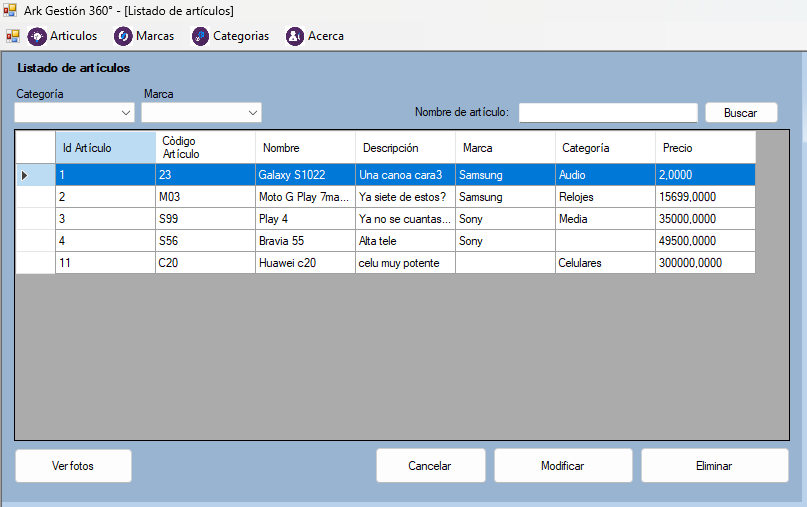 Ark Gestión 360° - [Listado de artículos]
Articulos Marcas Categorias Acerca
Listado de artículos
Categoría Marca
Nombre de artículo: Buscar
Id Artículo Còdigo Artículo Nombre Descripción Marca Categoría Precio
1 23 Galaxy S1022 Una canoa cara3 Samsung Audio 2,0000
2 M03 Moto G Play 7ma... Ya siete de estos? Samsung Relojes 15699,0000
3 S99 Play 4 Ya no se cuantas... Sony Media 35000,0000
4 S56 Bravia 55 Alta tele Sony 49500,0000
11 C20 Huawei c20 celu muy potente Celulares 300000,0000
Ver fotos Cancelar Modificar Eliminar